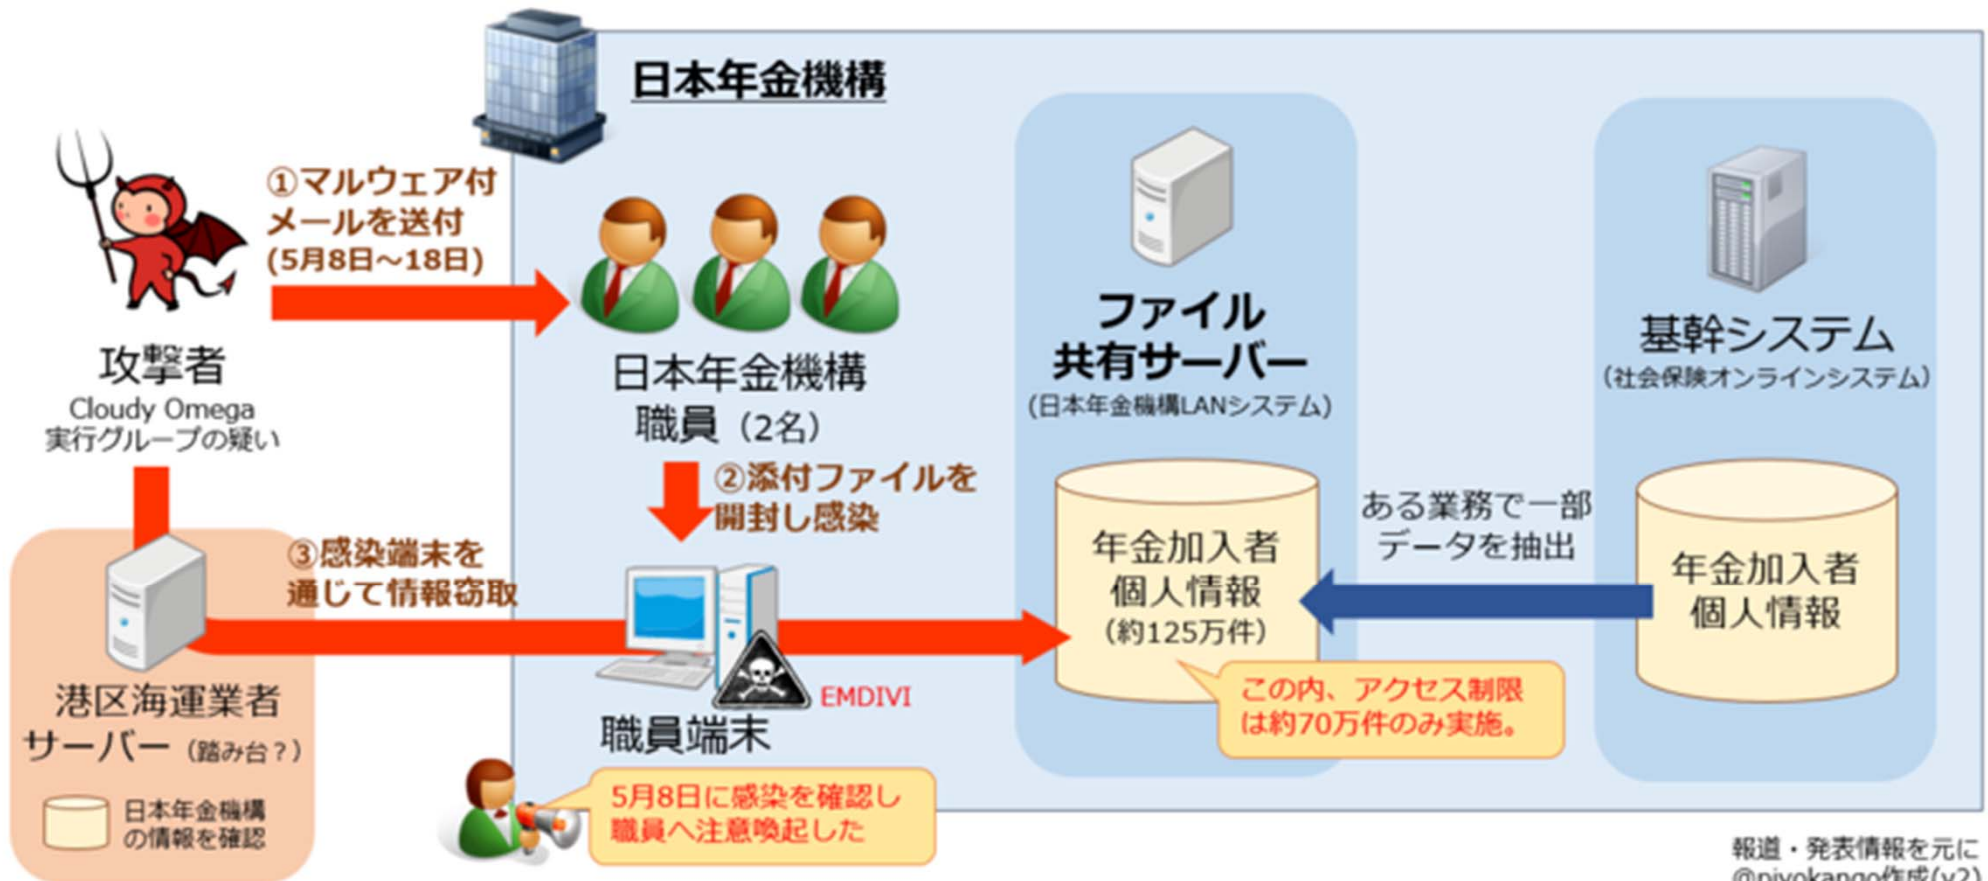 日本年金機構
①マルウェア付
メールを送付
(5月8日～18日)
攻撃者
Cloudy Omega
実行グループの疑い
日本年金機構
職員（2名）
②添付ファイルを
開封し感染
③感染端末を
通じて情報窃取
港区海運業者
サーバー（踏み台？）
日本年金機構
の情報を確認
EMDIVI
職員端末
5月8日に感染を確認し
職員へ注意喚起した
ファイル
共有サーバー
(日本年金機構LANシステム)
年金加入者
個人情報
（約125万件）
この内、アクセス制限
は約70万件のみ実施。
ある業務で一部
データを抽出
基幹システム
（社会保険オンラインシステム）
年金加入者
個人情報
報道・発表情報を元に
@piyokango作成(v2)